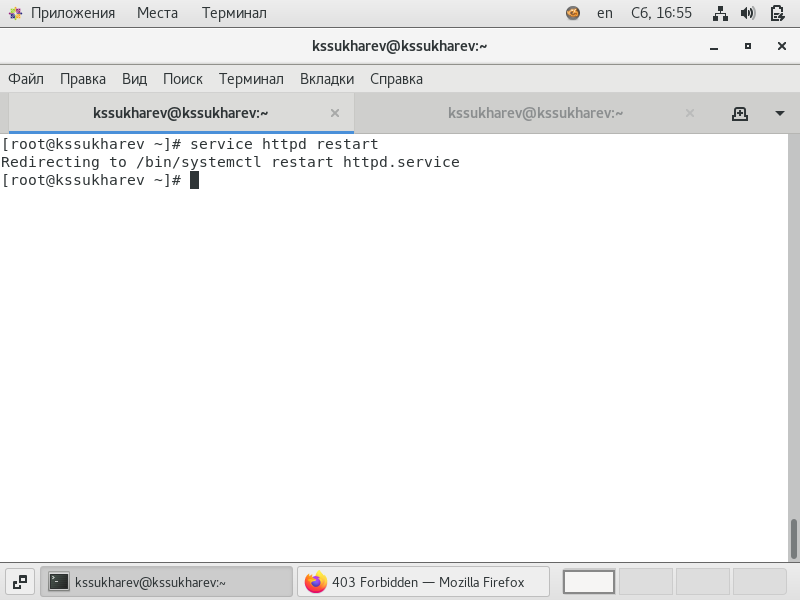 Приложения Места Терминал en Сб, 16:55
kssukharev@kssukharev:~
Файл Правка Вид Поиск Терминал Вкладки Справка
kssukharev@kssukharev:~ kssukharev@kssukharev:~
[root@kssukharev ~]# service httpd restart
Redirecting to /bin/systemctl restart httpd.service
[root@kssukharev ~]#
kssukharev@kssukharev:~ 403 Forbidden — Mozilla Firefox